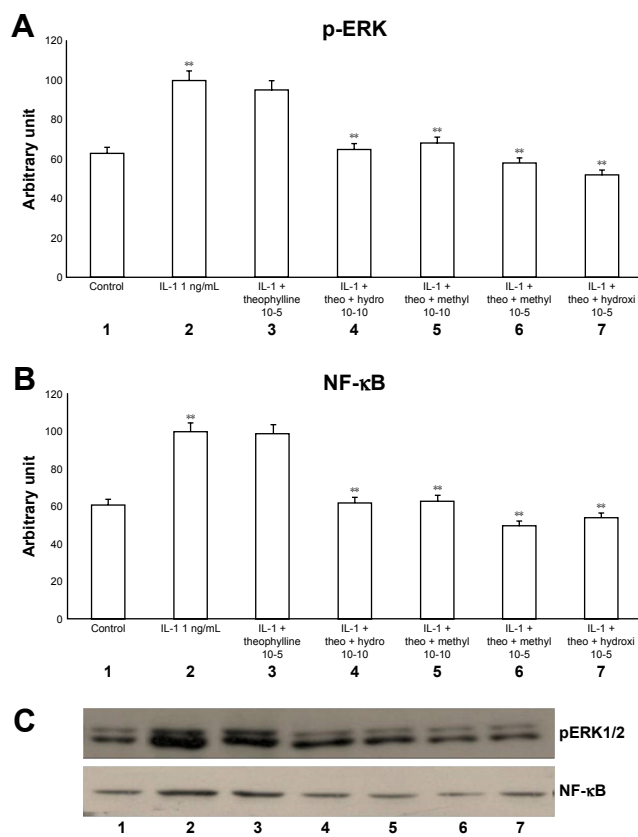 A
p-ERK
Arbitrary unit
120
100
80
60
40
20
0
**
**
**
**
**
Control
IL-1 1 ng/mL
IL-1 +
theophylline
10-5
IL-1 +
theo + hydro
10-10
IL-1 +
theo + methyl
10-10
IL-1 +
theo + methyl
10-5
IL-1 +
theo + hydroxi
10-5
1 2 3 4 5 6 7
B
NF-κB
Arbitrary unit
120
100
80
60
40
20
0
**
**
**
**
**
Control
IL-1 1 ng/mL
IL-1 +
theophylline
10-5
IL-1 +
theo + hydro
10-10
IL-1 +
theo + methyl
10-10
IL-1 +
theo + methyl
10-5
IL-1 +
theo + hydroxi
10-5
1 2 3 4 5 6 7
C
pERK1/2
NF-κB
1 2 3 4 5 6 7